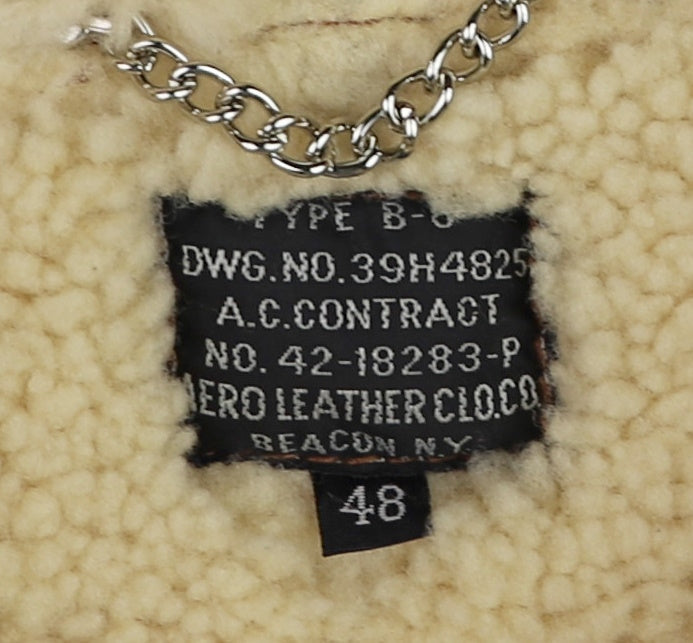 TYPE B-6
DWG.NO.39H4825
A.C.CONTRACT
NO. 42-18283-P
AERO LEATHER CLO.CO.
BEACON N.Y.
48